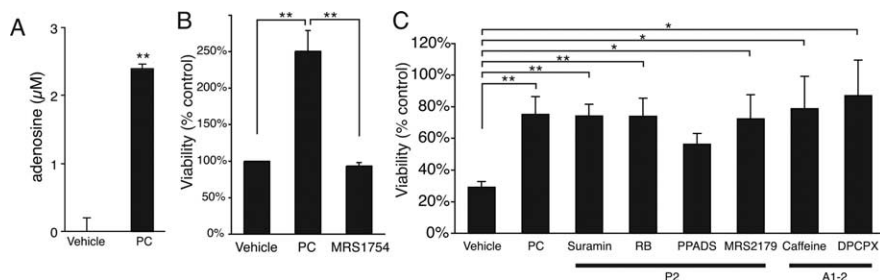 A
adenosine (µM)
3
2
1
0
**
Vehicle PC
B
Viability (% control)
250%
200%
150%
100%
50%
0%
** **
Vehicle PC MRS1754
C
Viability (% control)
120%
100%
80%
60%
40%
20%
0%
*
*
*
**
**
**
Vehicle PC Suramin RB PPADS MRS2179 Caffeine DPCPX
P2 A1-2